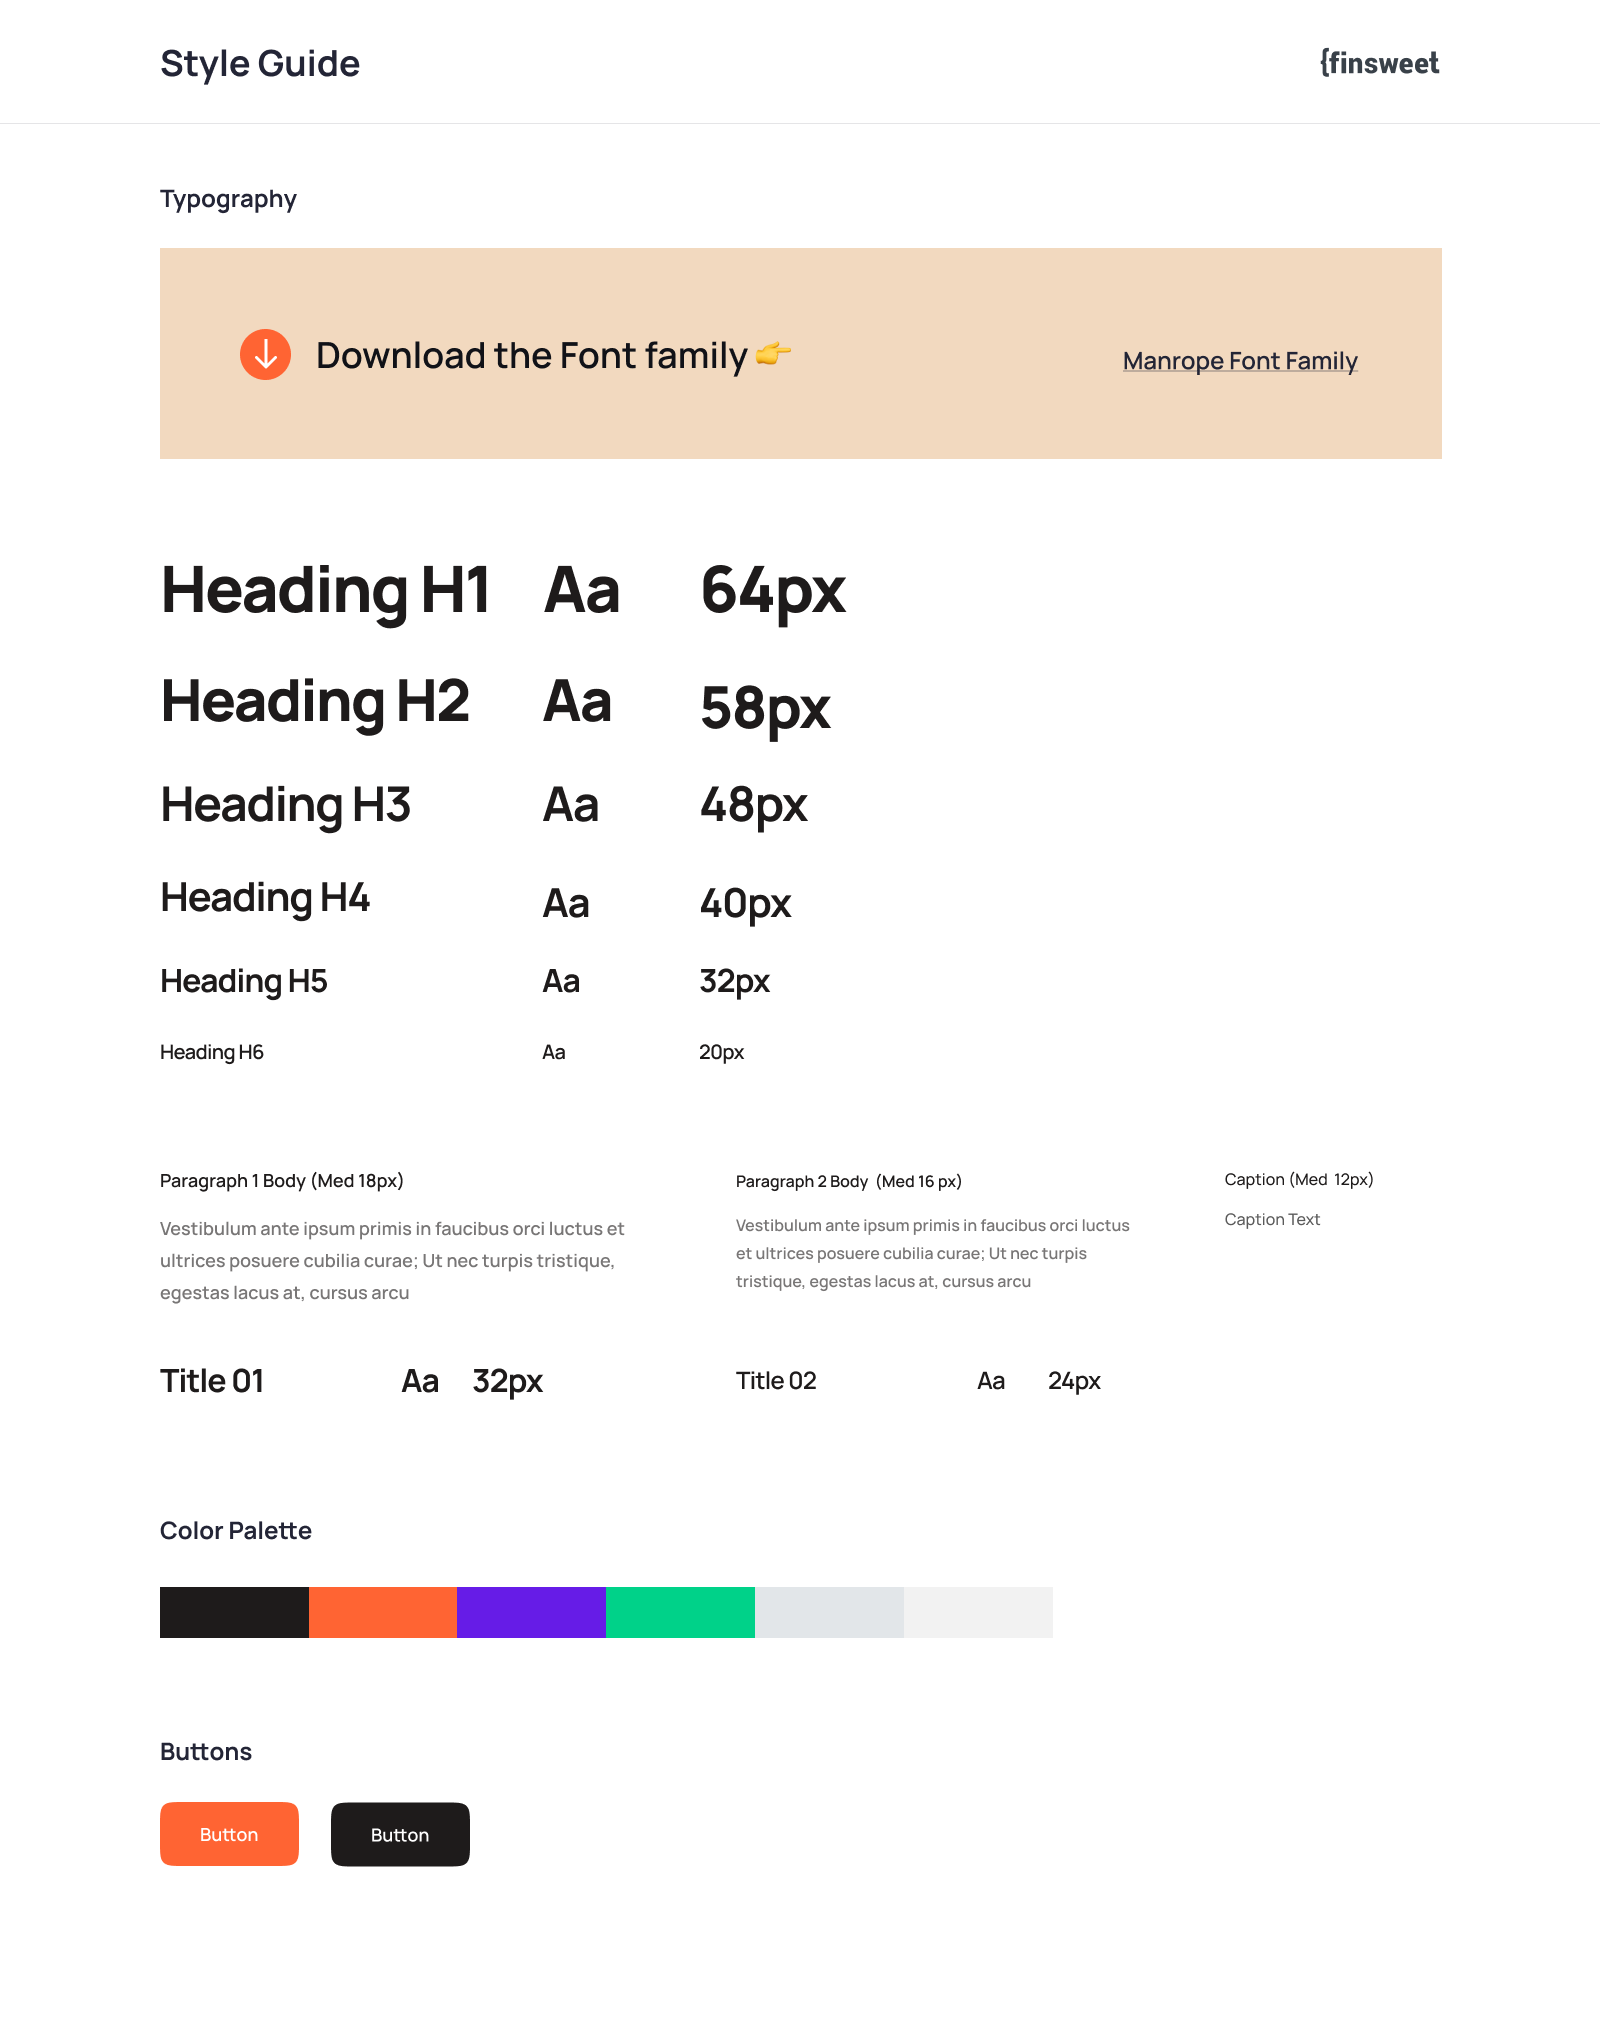 Style Guide
{finsweet
Typography
Download the Font family 👉
Manrope Font Family
Heading H1 Aa 64px
Heading H2 Aa 58px
Heading H3 Aa 48px
Heading H4 Aa 40px
Heading H5 Aa 32px
Heading H6 Aa 20px
Paragraph 1 Body (Med 18px)
Vestibulum ante ipsum primis in faucibus orci luctus et
ultrices posuere cubilia curae; Ut nec turpis tristique,
egestas lacus at, cursus arcu
Paragraph 2 Body (Med 16 px)
Vestibulum ante ipsum primis in faucibus orci luctus
et ultrices posuere cubilia curae; Ut nec turpis
tristique, egestas lacus at, cursus arcu
Caption (Med 12px)
Caption Text
Title 01 Aa 32px
Title 02 Aa 24px
Color Palette
Buttons
Button
Button